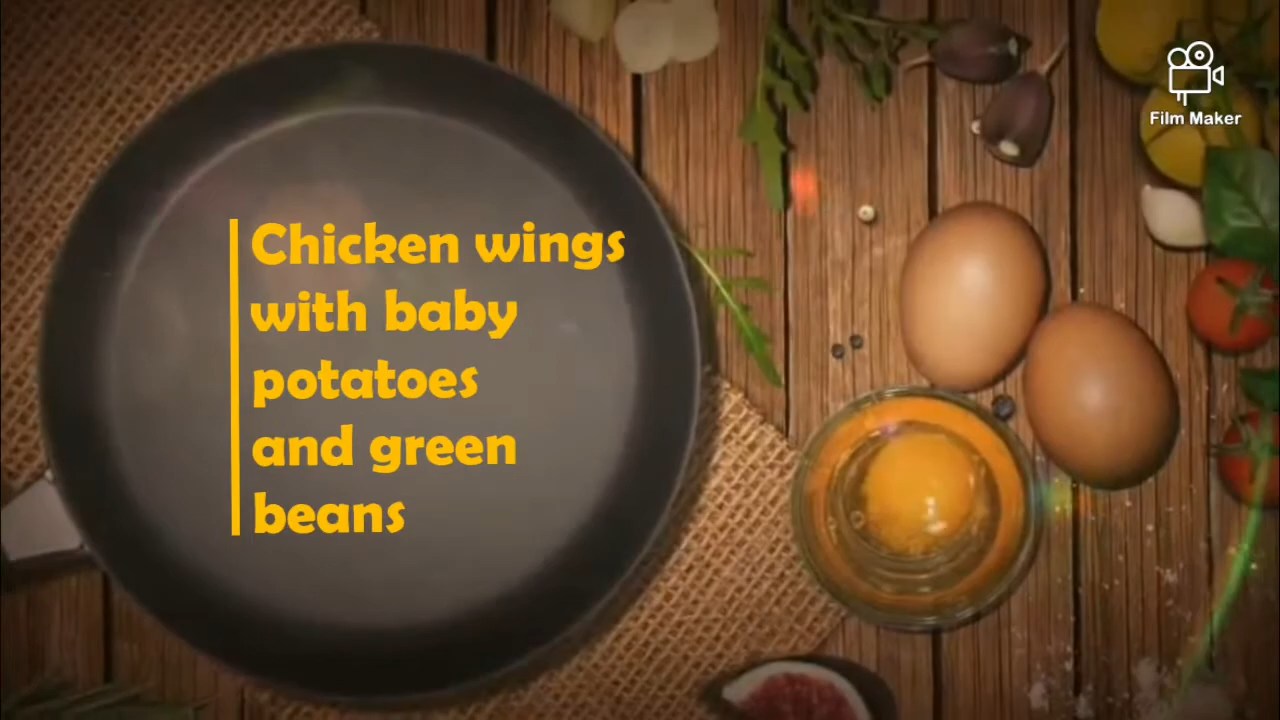 Film Maker
Chicken wings
with baby
potatoes
and green
beans